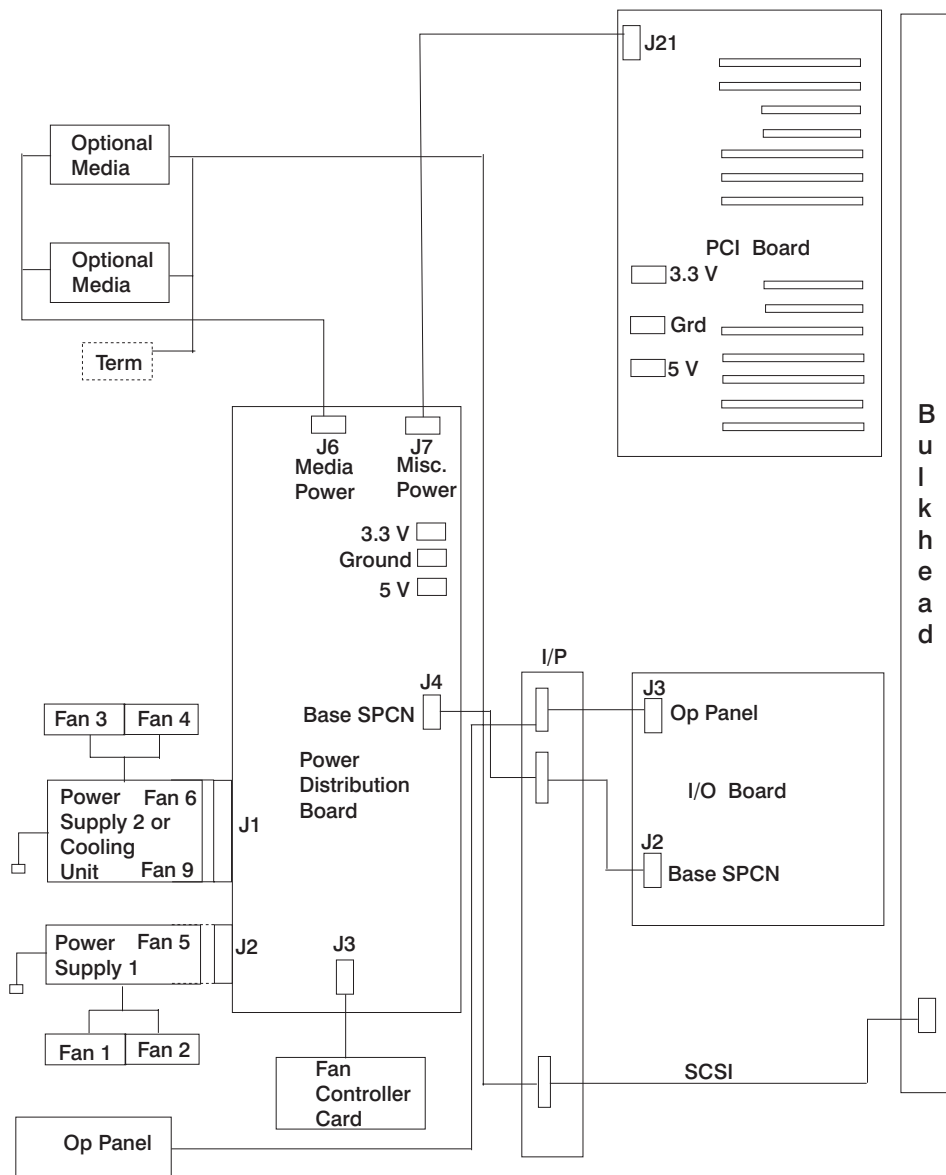 J21
Optional
Media
PCI Board
3.3 V
Grd
5 V
Optional
Media
Term
Bulkhead
J6
Media
Power
J7
Misc.
Power
3.3 V
Ground
5 V
I/P
J4
Base SPCN
J3
Op Panel
Fan 3
Fan 4
Power
Distribution
Board
I/O Board
Power
Supply 2 or
Cooling
Unit
Fan 6
Fan 9
J1
J2
Base SPCN
Power
Supply 1
Fan 5
J2
J3
Fan 1
Fan 2
Fan
Controller
Card
SCSI
Op Panel